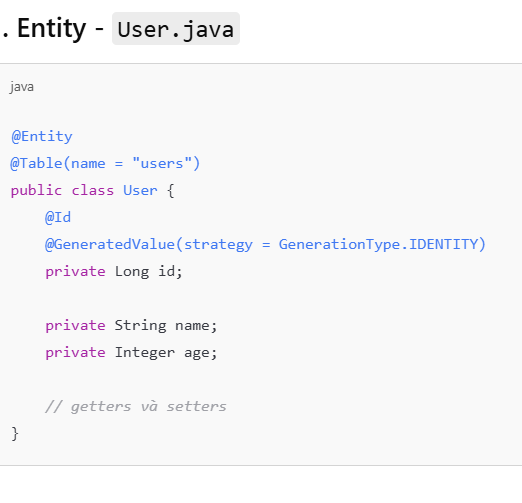 . Entity - User.java
java
@Entity
@Table(name = "users")
public class User {
    @Id
    @GeneratedValue(strategy = GenerationType.IDENTITY)
    private Long id;
    private String name;
    private Integer age;
    // getters và setters
}